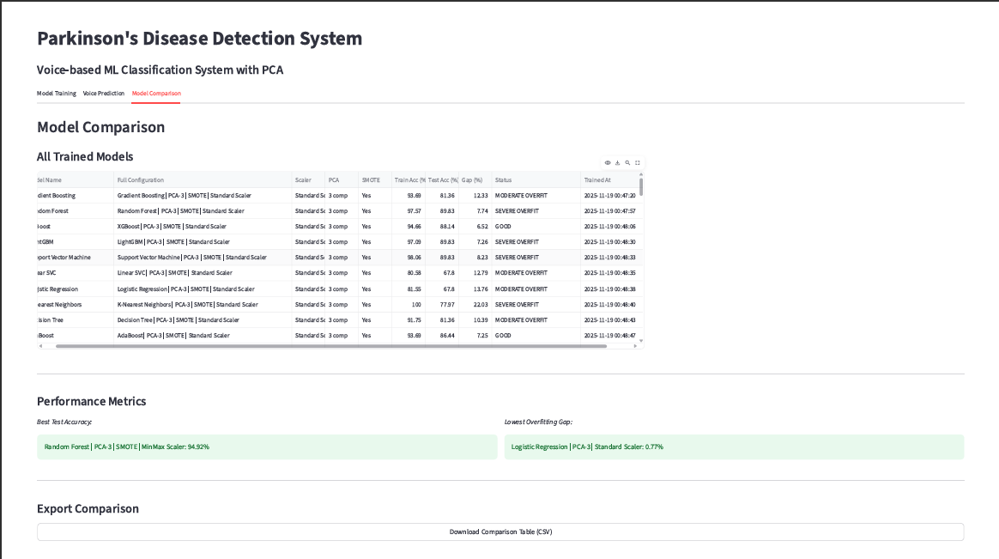 Parkinson's Disease Detection System
Voice-based ML Classification System with PCA
Model Training Voice Prediction Model Comparison
Model Comparison
All Trained Models
del Name Full Configuration Scaler PCA SMOTE Train Acc (% Test Acc (%) Gap (%) Status Trained At
dient Boosting Gradient Boosting | PCA-3 | SMOTE | Standard Scaler Standard Sc 3 comp Yes 93.69 81.36 12.33 MODERATE OVERFIT 2025-11-19 00:47:20
dom Forest Random Forest | PCA-3 | SMOTE | Standard Scaler Standard Sc 3 comp Yes 97.57 89.83 7.74 SEVERE OVERFIT 2025-11-19 00:47:57
oost XGBoost | PCA-3 | SMOTE | Standard Scaler Standard Sc 3 comp Yes 94.66 88.14 6.52 GOOD 2025-11-19 00:48:06
tGBM LightGBM | PCA-3 | SMOTE | Standard Scaler Standard Sc 3 comp Yes 97.09 89.83 7.26 SEVERE OVERFIT 2025-11-19 00:48:30
port Vector Machine Support Vector Machine | PCA-3 | SMOTE | Standard Scaler Standard Sc 3 comp Yes 98.06 89.83 8.23 SEVERE OVERFIT 2025-11-19 00:48:33
ear SVC Linear SVC | PCA-3 | SMOTE | Standard Scaler Standard Sc 3 comp Yes 80.58 67.8 12.79 MODERATE OVERFIT 2025-11-19 00:48:35
istic Regression Logistic Regression | PCA-3 | SMOTE | Standard Scaler Standard Sc 3 comp Yes 81.55 67.8 13.76 MODERATE OVERFIT 2025-11-19 00:48:38
earest Neighbors K-Nearest Neighbors | PCA-3 | SMOTE | Standard Scaler Standard Sc 3 comp Yes 100 77.97 22.03 SEVERE OVERFIT 2025-11-19 00:48:40
ision Tree Decision Tree | PCA-3 | SMOTE | Standard Scaler Standard Sc 3 comp Yes 91.75 81.36 10.39 MODERATE OVERFIT 2025-11-19 00:48:43
Boost AdaBoost | PCA-3 | SMOTE | Standard Scaler Standard Sc 3 comp Yes 93.69 86.44 7.25 GOOD 2025-11-19 00:48:47
Performance Metrics
Best Test Accuracy: Lowest Overfitting Gap:
Random Forest | PCA-3 | SMOTE | MinMax Scaler: 94.92% Logistic Regression | PCA-3 | Standard Scaler: 0.77%
Export Comparison
Download Comparison Table (CSV)